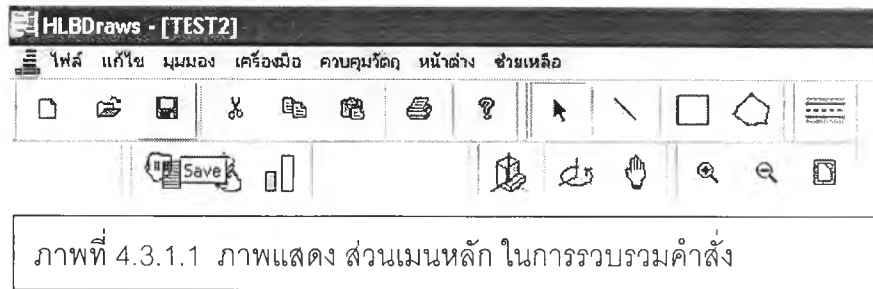 HLBDraws - [TEST2]
ไฟล์ แก้ไข มุมมอง เครื่องมือ ควบคุมวัตถุ หน้าต่าง ช่วยเหลือ
Save
ภาพที่ 4.3.1.1 ภาพแสดง ส่วนเมนหลัก ในการรวบรวมคำสั่ง